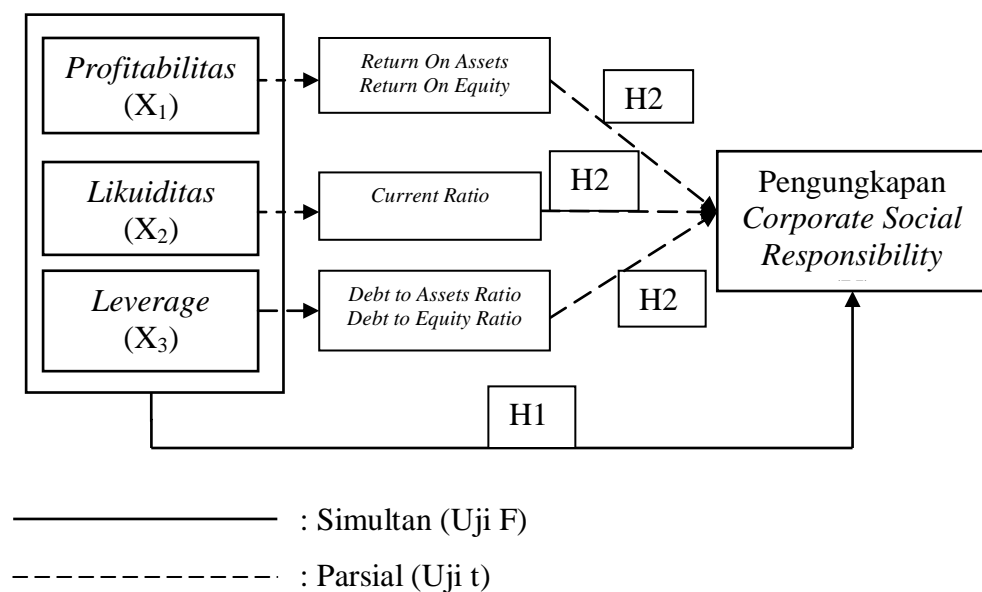 Profitabilitas
(X₁)
Return On Assets
Return On Equity
H2
Likuiditas
(X₂)
Current Ratio
H2
Pengungkapan
Corporate Social
Responsibility
Leverage
(X₃)
Debt to Assets Ratio
Debt to Equity Ratio
H2
H1
: Simultan (Uji F)
: Parsial (Uji t)